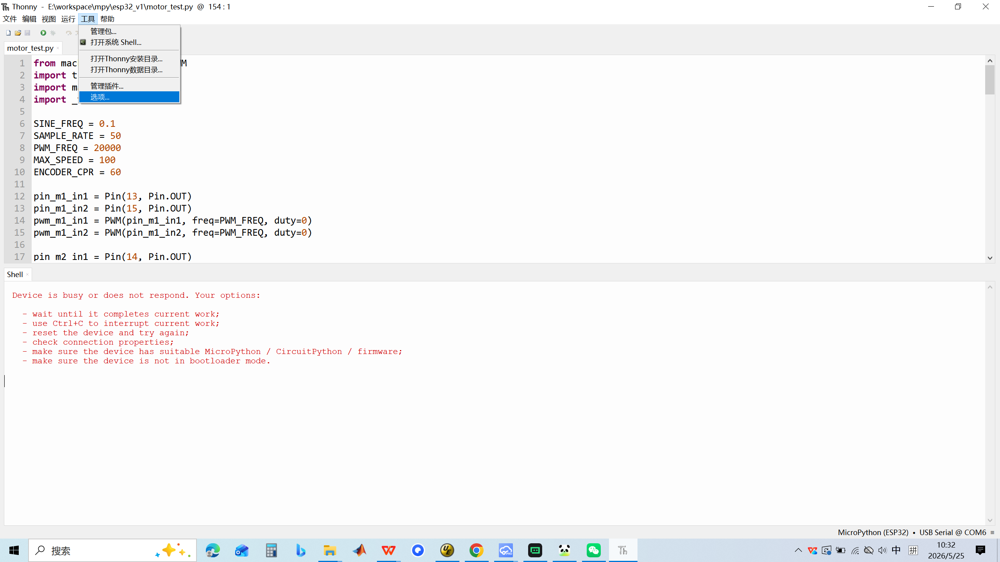 Thonny - E:\workspace\mpy\esp32_v1\motor_test.py @ 154 : 1
文件 编辑 视图 运行 工具 帮助
管理包...
打开系统 Shell...
打开Thonny安装目录...
打开Thonny数据目录...
管理插件...
选项...
motor_test.py
1 from mac
2 import t
3 import m
4 import _
5
6 SINE_FREQ = 0.1
7 SAMPLE_RATE = 50
8 PWM_FREQ = 20000
9 MAX_SPEED = 100
10 ENCODER_CPR = 60
11
12 pin_m1_in1 = Pin(13, Pin.OUT)
13 pin_m1_in2 = Pin(15, Pin.OUT)
14 pwm_m1_in1 = PWM(pin_m1_in1, freq=PWM_FREQ, duty=0)
15 pwm_m1_in2 = PWM(pin_m1_in2, freq=PWM_FREQ, duty=0)
16
17 pin_m2_in1 = Pin(14, Pin.OUT)
Shell
Device is busy or does not respond. Your options:
- wait until it completes current work;
- use Ctrl+C to interrupt current work;
- reset the device and try again;
- check connection properties;
- make sure the device has suitable MicroPython / CircuitPython / firmware;
- make sure the device is not in bootloader mode.
MicroPython (ESP32) • USB Serial @ COM6 ≡
搜索
中 拼
10:32
2026/5/25